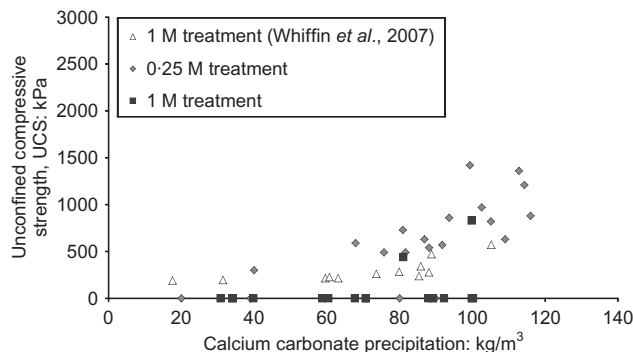 3000
2500
2000
1500
1000
500
0
0
20
40
60
80
100
120
140
Unconfined compressive
strength, UCS: kPa
△ 1 M treatment (Whiffin et al., 2007)
◆ 0·25 M treatment
■ 1 M treatment
Calcium carbonate precipitation: kg/m³